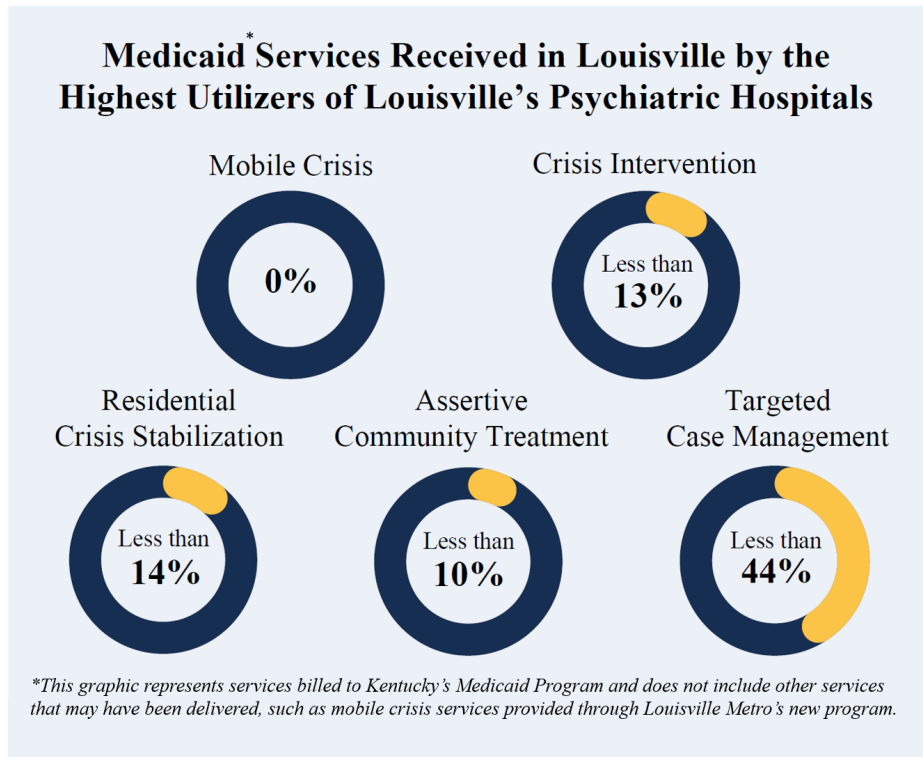 Medicaid*Services Received in Louisville by the
Highest Utilizers of Louisville’s Psychiatric Hospitals
Mobile Crisis
0%
Crisis Intervention
Less than
13%
Residential
Crisis Stabilization
Less than
14%
Assertive
Community Treatment
Less than
10%
Targeted
Case Management
Less than
44%
*This graphic represents services billed to Kentucky’s Medicaid Program and does not include other services
that may have been delivered, such as mobile crisis services provided through Louisville Metro’s new program.